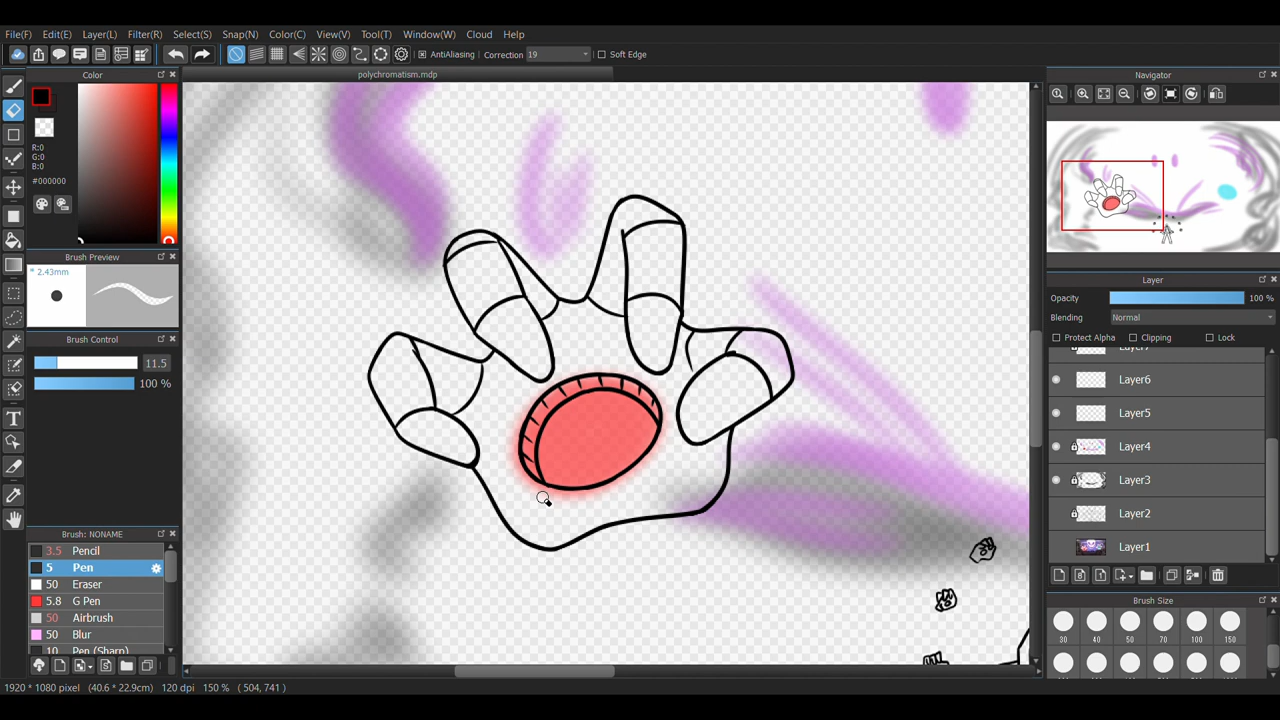 File(F) Edit(E) Layer(L) Filter(R) Select(S) Snap(N) Color(C) View(V) Tool(T) Window(W) Cloud Help
AntiAliasing Correction 19 Soft Edge
Color
polychromatism.mdp
Navigator
R:0
G:0
B:0
#000000
Brush Preview
* 2.43mm
Brush Control
11.5
100 %
Layer
Opacity 100 %
Blending Normal
Protect Alpha Clipping Lock
Layer7
Layer6
Layer5
Layer4
Layer3
Layer2
Layer1
Brush: NONAME
3.5 Pencil
5 Pen
50 Eraser
5.8 G Pen
50 Airbrush
50 Blur
10 Pen (Sharp)
Brush Size
30 40 50 70 100 150
1920 * 1080 pixel (40.6 * 22.9cm) 120 dpi 150 % ( 504, 741 )